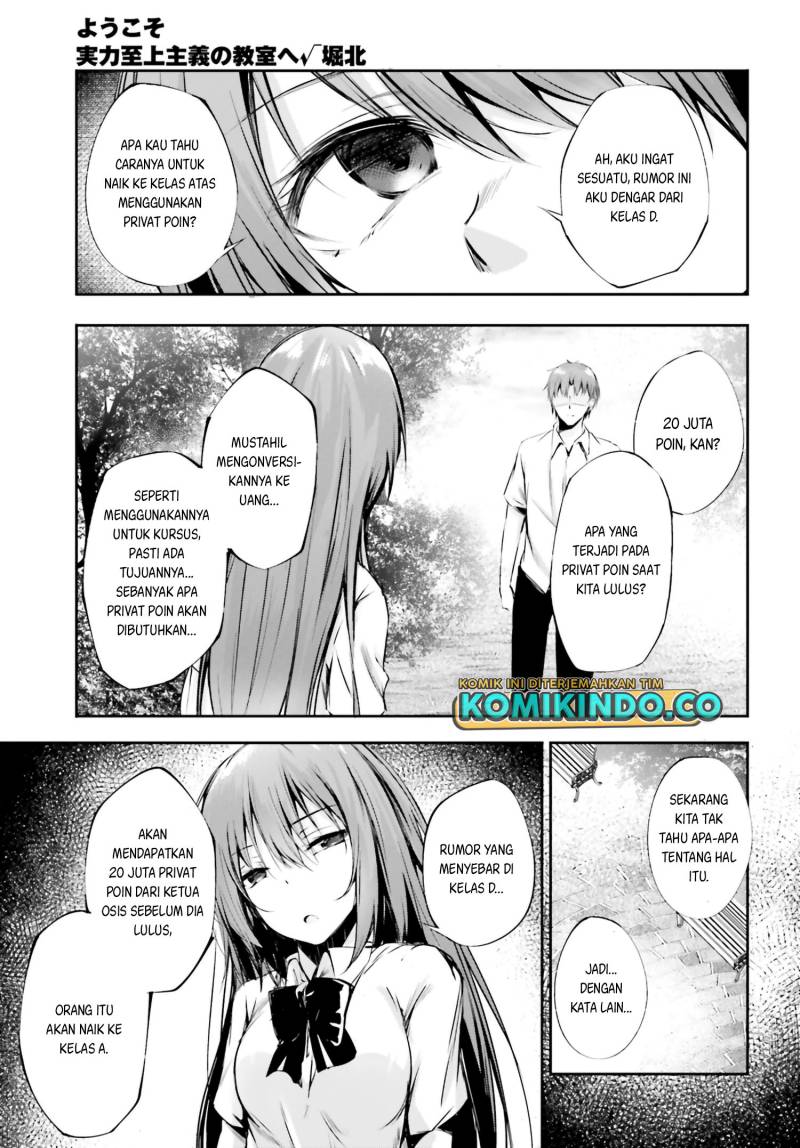 ようこそ
実力至上主義の教室へ√堀北
AH, AKU INGAT
SESUATU, RUMOR INI
AKU DENGAR DARI
KELAS D.
APA KAU TAHU
CARANYA UNTUK
NAIK KE KELAS ATAS
MENGGUNAKAN
PRIVAT POIN?
20 JUTA
POIN, KAN?
APA YANG
TERJADI PADA
PRIVAT POIN SAAT
KITA LULUS?
MUSTAHIL
MENGONVERSI-
KANNYA KE
UANG...
SEPERTI
MENGGUNAKANNYA
UNTUK KURSUS,
PASTI ADA
TUJUANNYA...
SEBANYAK APA
PRIVAT POIN AKAN
DIBUTUHKAN...
KOMIK INI DITERJEMAHKAN TIM
KOMIKINDO.CO
SEKARANG
KITA TAK
TAHU APA-APA
TENTANG HAL
ITU.
JADI...
DENGAN
KATA LAIN...
RUMOR YANG
MENYEBAR DI
KELAS D...
AKAN
MENDAPATKAN
20 JUTA PRIVAT
POIN DARI KETUA
OSIS SEBELUM DIA
LULUS,
ORANG ITU
AKAN NAIK KE
KELAS A.